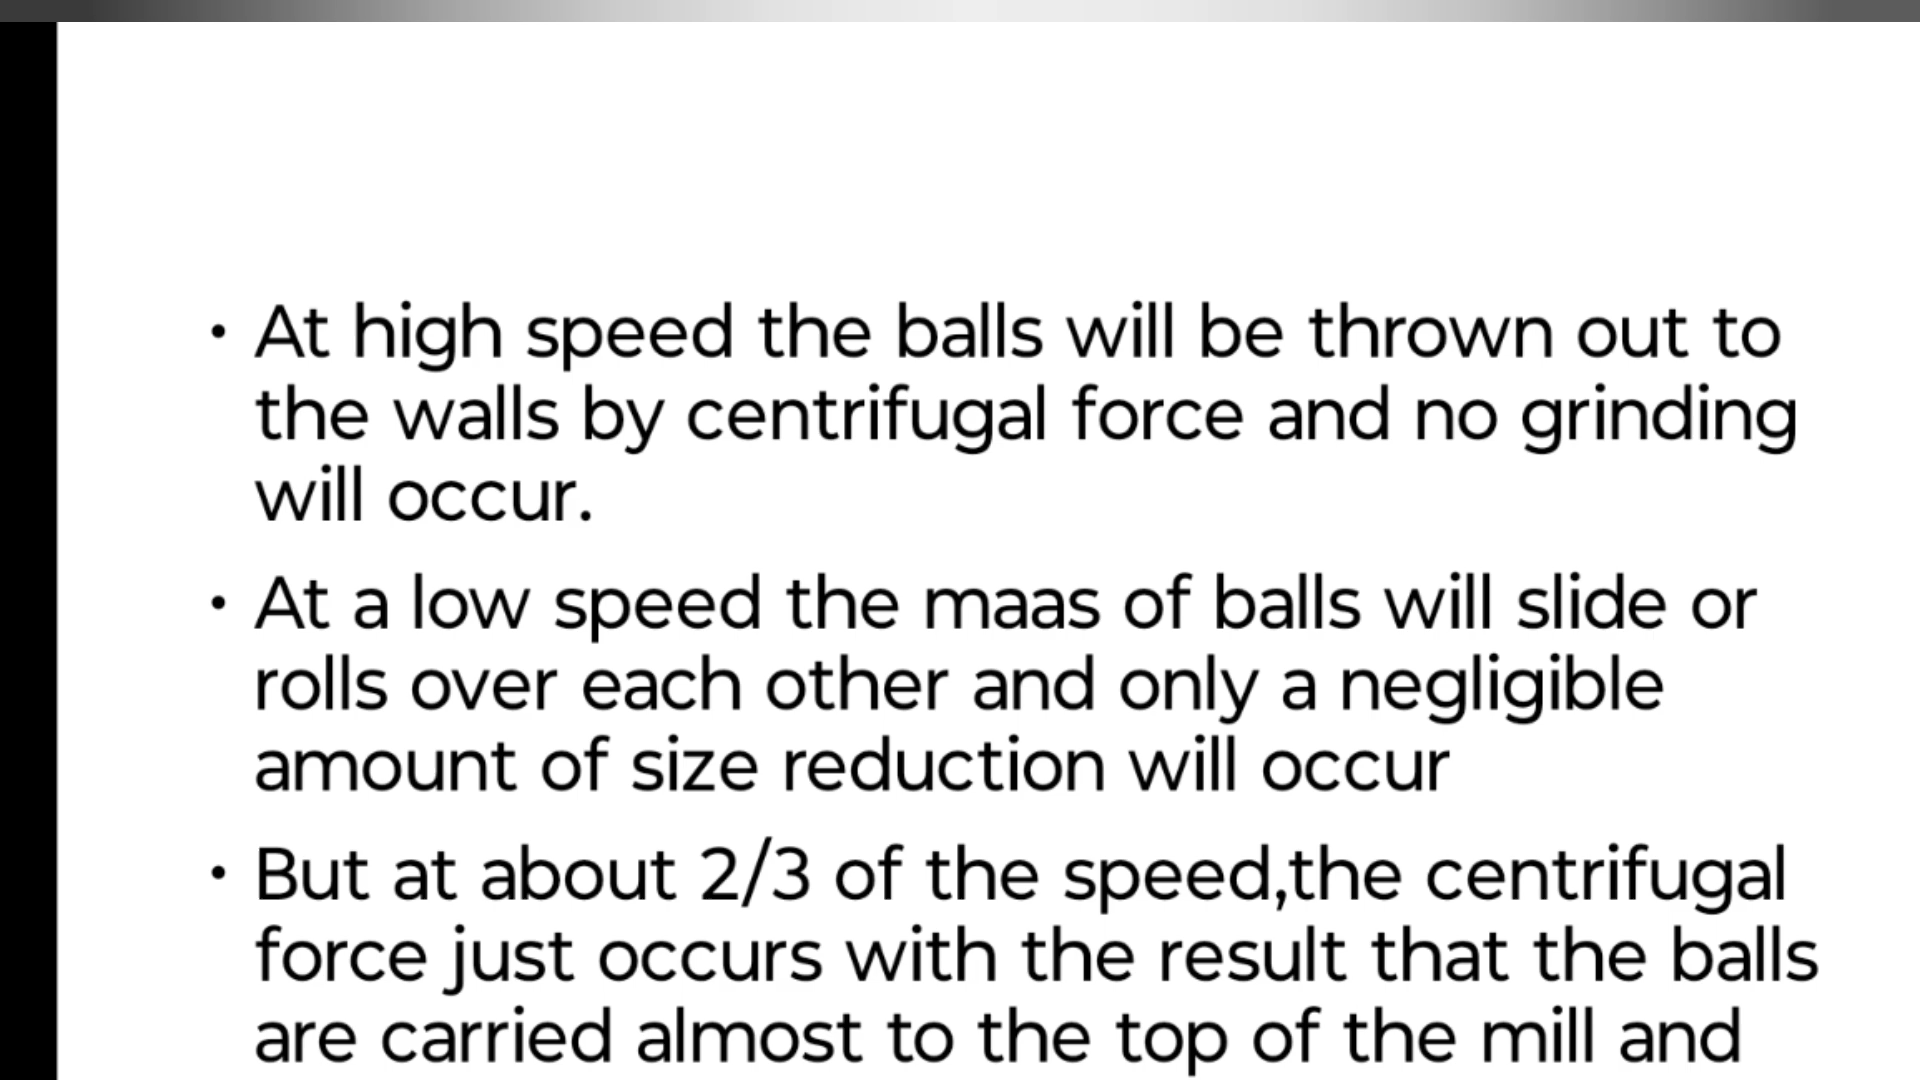 • At high speed the balls will be thrown out to
the walls by centrifugal force and no grinding
will occur.
• At a low speed the maas of balls will slide or
rolls over each other and only a negligible
amount of size reduction will occur
• But at about 2/3 of the speed,the centrifugal
force just occurs with the result that the balls
are carried almost to the top of the mill and